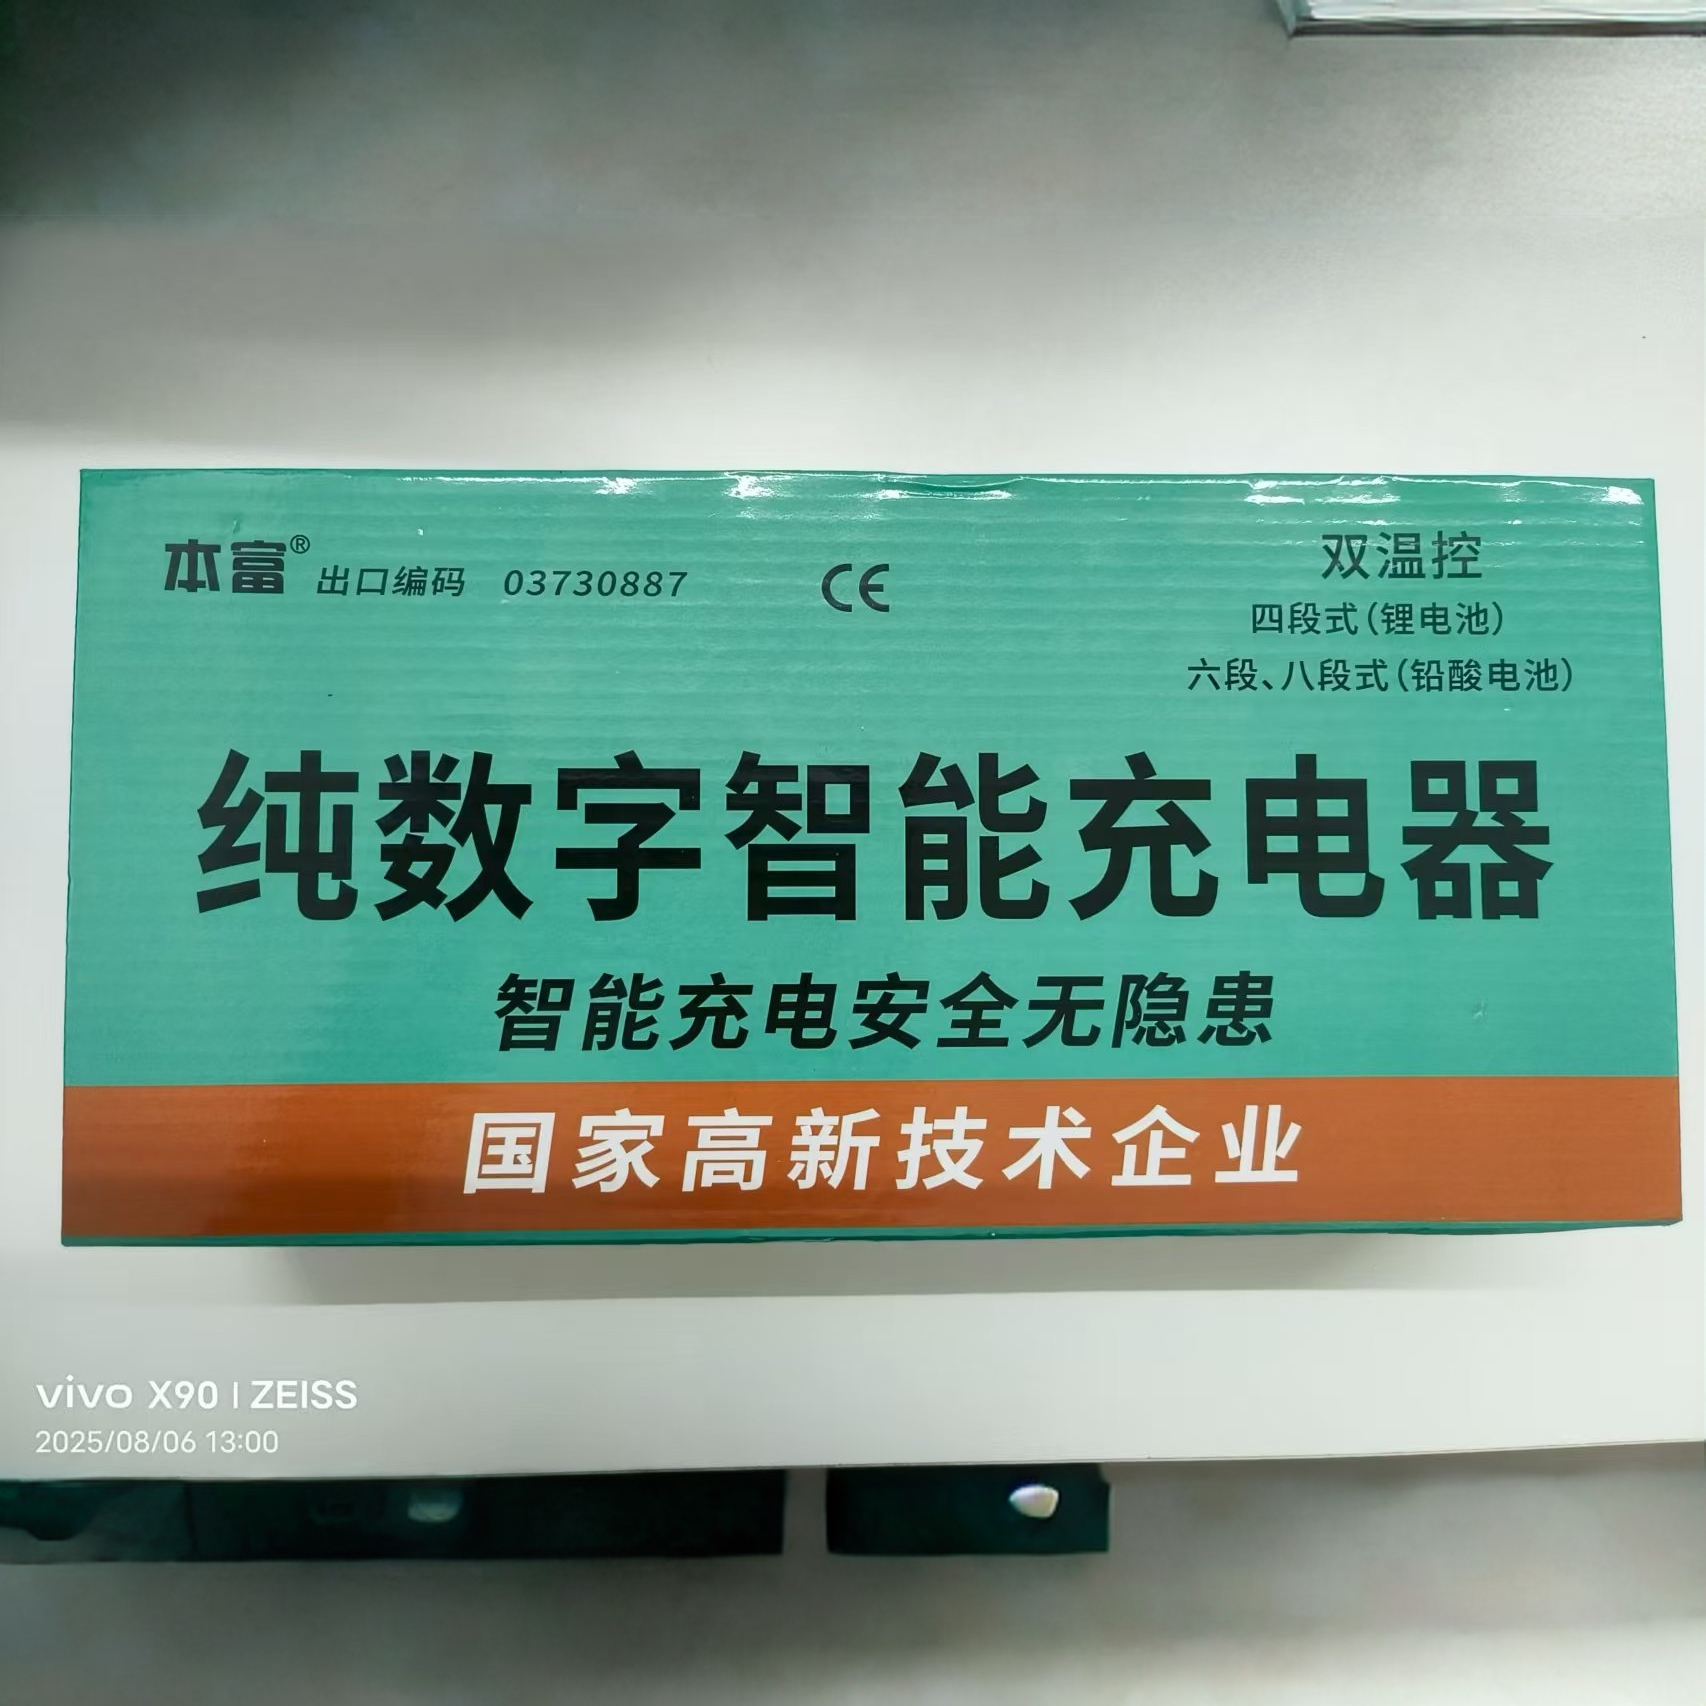 本富® 出口编码 03730887
CE
双温控
四段式(锂电池)
六段、八段式(铅酸电池)
纯数字智能充电器
智能充电安全无隐患
国家高新技术企业
vivo X90 | ZEISS
2025/08/06 13:00